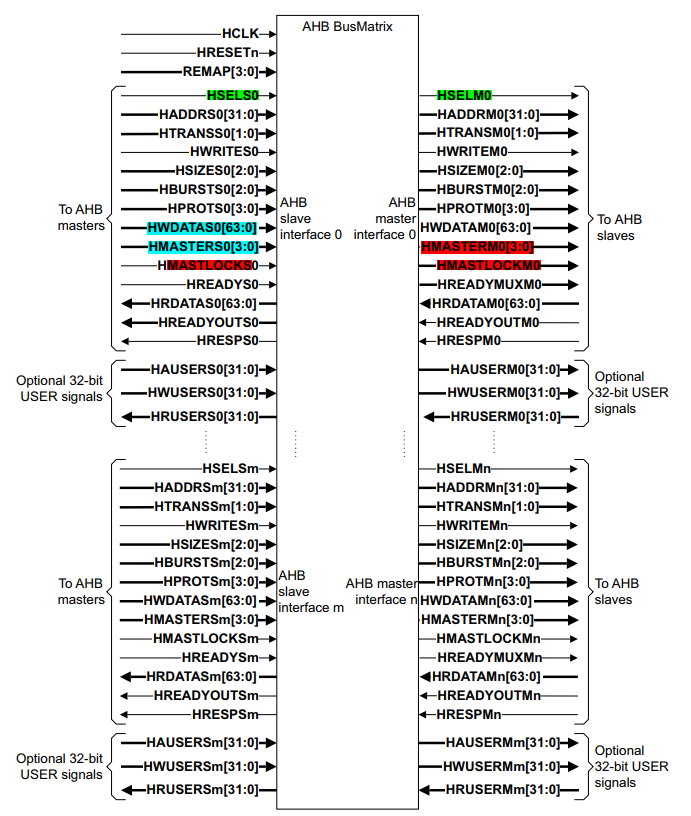 AHB BusMatrix
HCLK
HRESETn
REMAP[3:0]
To AHB
masters
HSELS0
HADDRS0[31:0]
HTRANSS0[1:0]
HWRITES0
HSIZES0[2:0]
HBURSTS0[2:0]
HPROTS0[3:0]
HWDATAS0[63:0]
HMASTERS0[3:0]
HMASTLOCKS0
HREADYS0
HRDATAS0[63:0]
HREADYOUTS0
HRESPS0
AHB
slave
interface 0
AHB
master
interface 0
HSELM0
HADDRM0[31:0]
HTRANSM0[1:0]
HWRITEM0
HSIZEM0[2:0]
HBURSTM0[2:0]
HPROTM0[3:0]
HWDATAM0[63:0]
HMASTERM0[3:0]
HMASTLOCKM0
HREADYMUXM0
HRDATAM0[63:0]
HREADYOUTM0
HRESPM0
To AHB
slaves
Optional 32-bit
USER signals
HAUSERS0[31:0]
HWUSERS0[31:0]
HRUSERS0[31:0]
HAUSERM0[31:0]
HWUSERM0[31:0]
HRUSERM0[31:0]
Optional
32-bit USER
signals
To AHB
masters
HSELSm
HADDRSm[31:0]
HTRANSSm[1:0]
HWRITESm
HSIZESm[2:0]
HBURSTSm[2:0]
HPROTSm[3:0]
HWDATASm[63:0]
HMASTERSm[3:0]
HMASTLOCKSm
HREADYSm
HRDATASm[63:0]
HREADYOUTSm
HRESPSm
AHB
slave
interface m
AHB master
interface n
HSELMn
HADDRMn[31:0]
HTRANSMn[1:0]
HWRITEMn
HSIZEMn[2:0]
HBURSTMn[2:0]
HPROTMn[3:0]
HWDATAMn[63:0]
HMASTERMn[3:0]
HMASTLOCKMn
HREADYMUXMn
HRDATAMn[63:0]
HREADYOUTMn
HRESPMn
To AHB
slaves
Optional 32-bit
USER signals
HAUSERSm[31:0]
HWUSERSm[31:0]
HRUSERSm[31:0]
HAUSERMm[31:0]
HWUSERMm[31:0]
HRUSERMm[31:0]
Optional
32-bit USER
signals